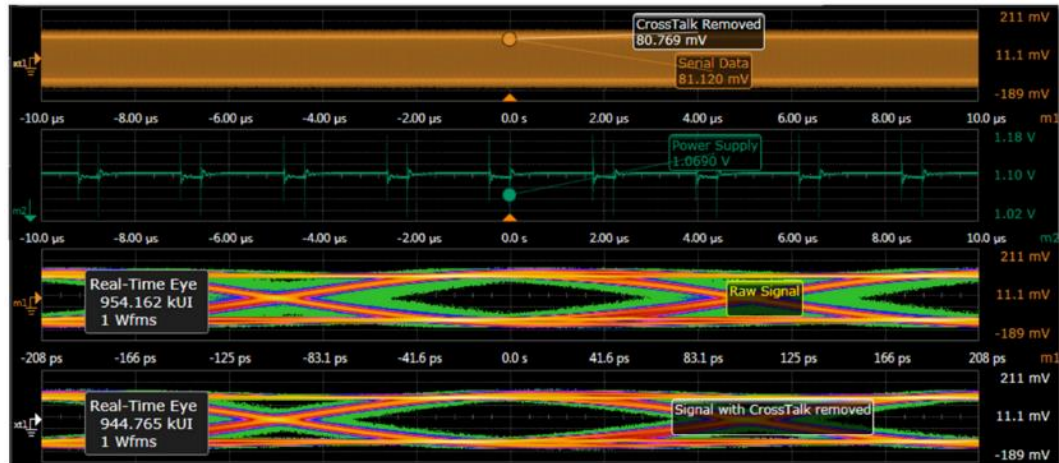 CrossTalk Removed
80.769 mV
Serial Data
81.120 mV
211 mV
11.1 mV
-189 mV
xt1
-10.0 µs -8.00 µs -6.00 µs -4.00 µs -2.00 µs 0.0 s 2.00 µs 4.00 µs 6.00 µs 8.00 µs 10.0 µs m1
Power Supply
1.0690 V
1.18 V
1.10 V
1.02 V
m2
-10.0 µs -8.00 µs -6.00 µs -4.00 µs -2.00 µs 0.0 s 2.00 µs 4.00 µs 6.00 µs 8.00 µs 10.0 µs m2
Real-Time Eye
954.162 kUI
1 Wfms
Raw Signal
211 mV
11.1 mV
-189 mV
m1
-208 ps -166 ps -125 ps -83.1 ps -41.6 ps 0.0 s 41.6 ps 83.1 ps 125 ps 166 ps 208 ps m1
Real-Time Eye
944.765 kUI
1 Wfms
Signal with CrossTalk removed
211 mV
11.1 mV
-189 mV
xt1